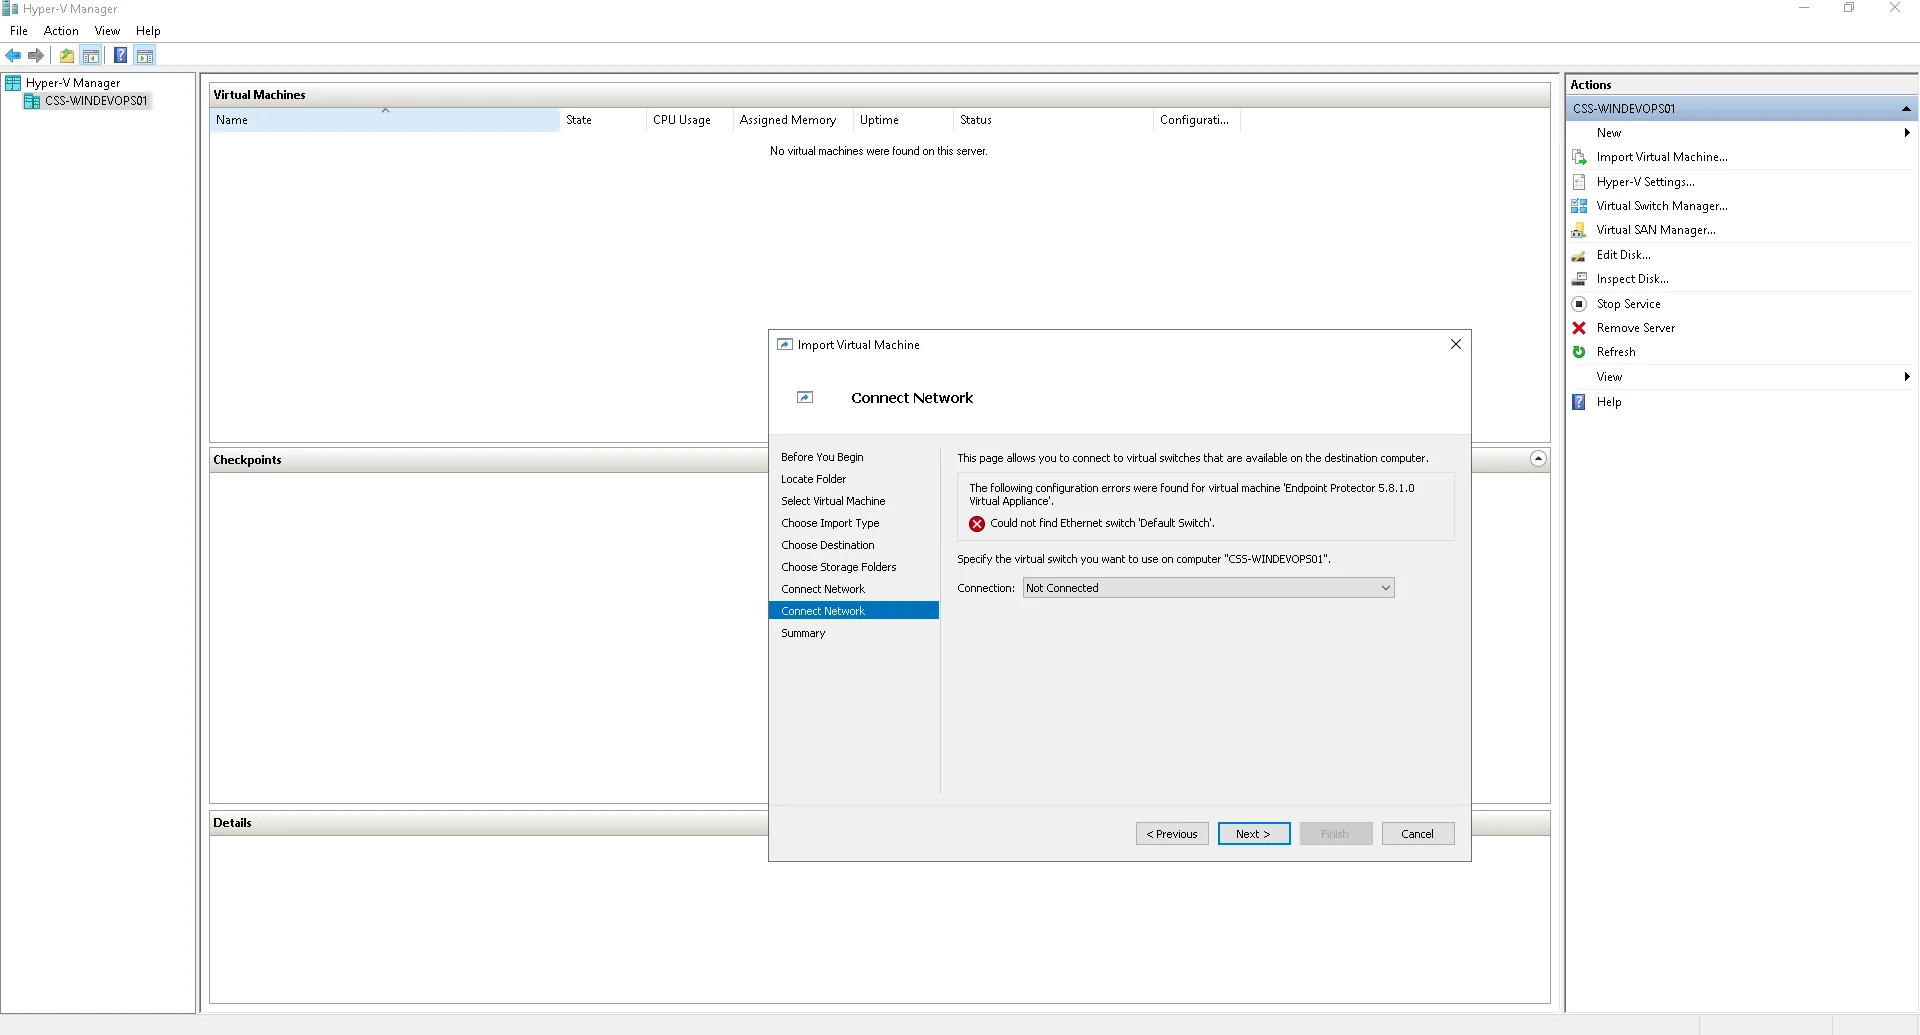 Hyper-V Manager
File Action View Help
Hyper-V Manager
CSS-WINDEVOPS01
Virtual Machines
Name State CPU Usage Assigned Memory Uptime Status Configurati...
No virtual machines were found on this server.
Checkpoints
Details
Actions
CSS-WINDEVOPS01
New
Import Virtual Machine...
Hyper-V Settings...
Virtual Switch Manager...
Virtual SAN Manager...
Edit Disk...
Inspect Disk...
Stop Service
Remove Server
Refresh
View
Help
Import Virtual Machine
Connect Network
Before You Begin
Locate Folder
Select Virtual Machine
Choose Import Type
Choose Destination
Choose Storage Folders
Connect Network
Connect Network
Summary
This page allows you to connect to virtual switches that are available on the destination computer.
The following configuration errors were found for virtual machine 'Endpoint Protector 5.8.1.0
Virtual Appliance'.
Could not find Ethernet switch 'Default Switch'.
Specify the virtual switch you want to use on computer "CSS-WINDEVOPS01".
Connection: Not Connected
< Previous Next > Finish Cancel